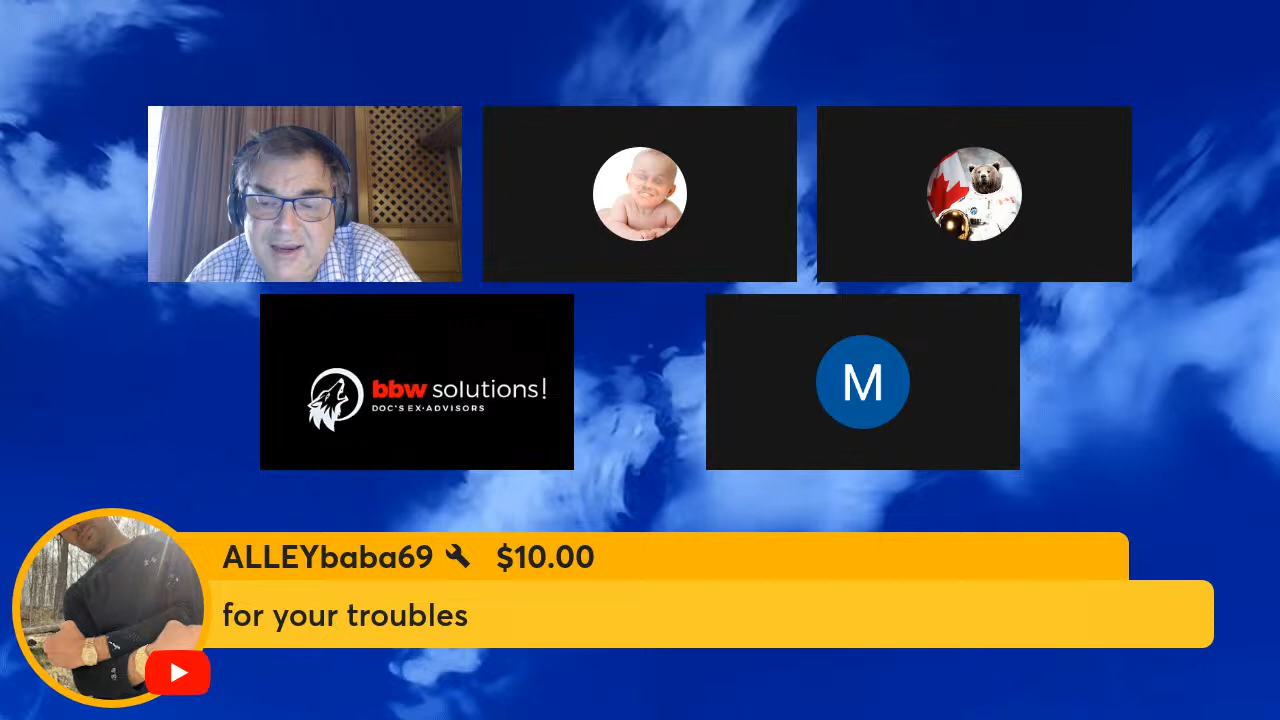 bbw solutions!
DOC'S EX-ADVISORS
M
ALLEYbaba69 $10.00
for your troubles